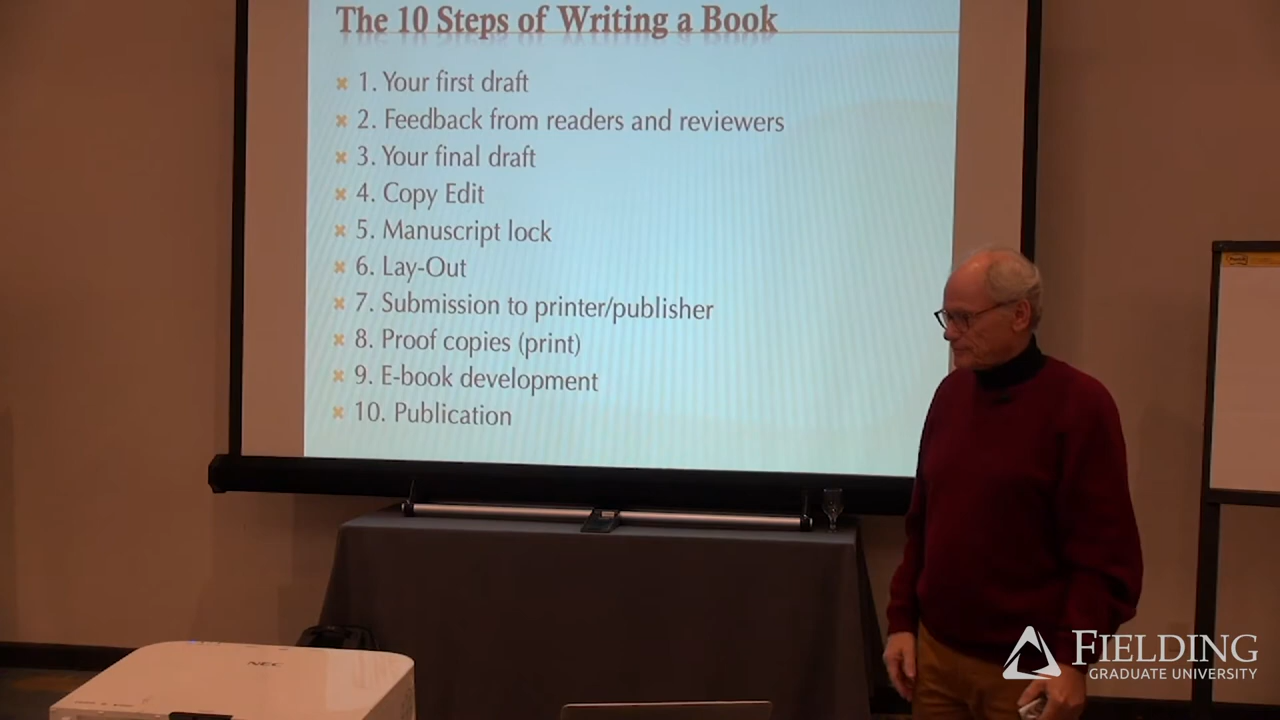 The 10 Steps of Writing a Book
1. Your first draft
2. Feedback from readers and reviewers
3. Your final draft
4. Copy Edit
5. Manuscript lock
6. Lay-Out
7. Submission to printer/publisher
8. Proof copies (print)
9. E-book development
10. Publication
NEC
FIELDING
GRADUATE UNIVERSITY